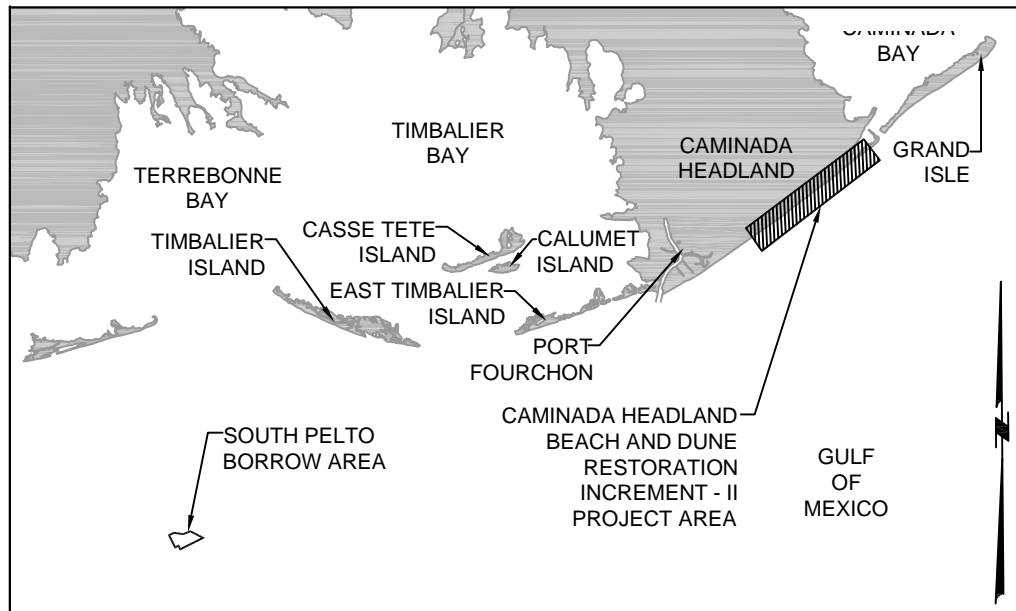 CAMINADA
BAY
TIMBALIER
BAY
CAMINADA
HEADLAND
GRAND
ISLE
TERREBONNE
BAY
TIMBALIER
ISLAND
CASSE TETE
ISLAND
CALUMET
ISLAND
EAST TIMBALIER
ISLAND
PORT
FOURCHON
CAMINADA HEADLAND
BEACH AND DUNE
RESTORATION
INCREMENT - II
PROJECT AREA
SOUTH PELTO
BORROW AREA
GULF
OF
MEXICO
N